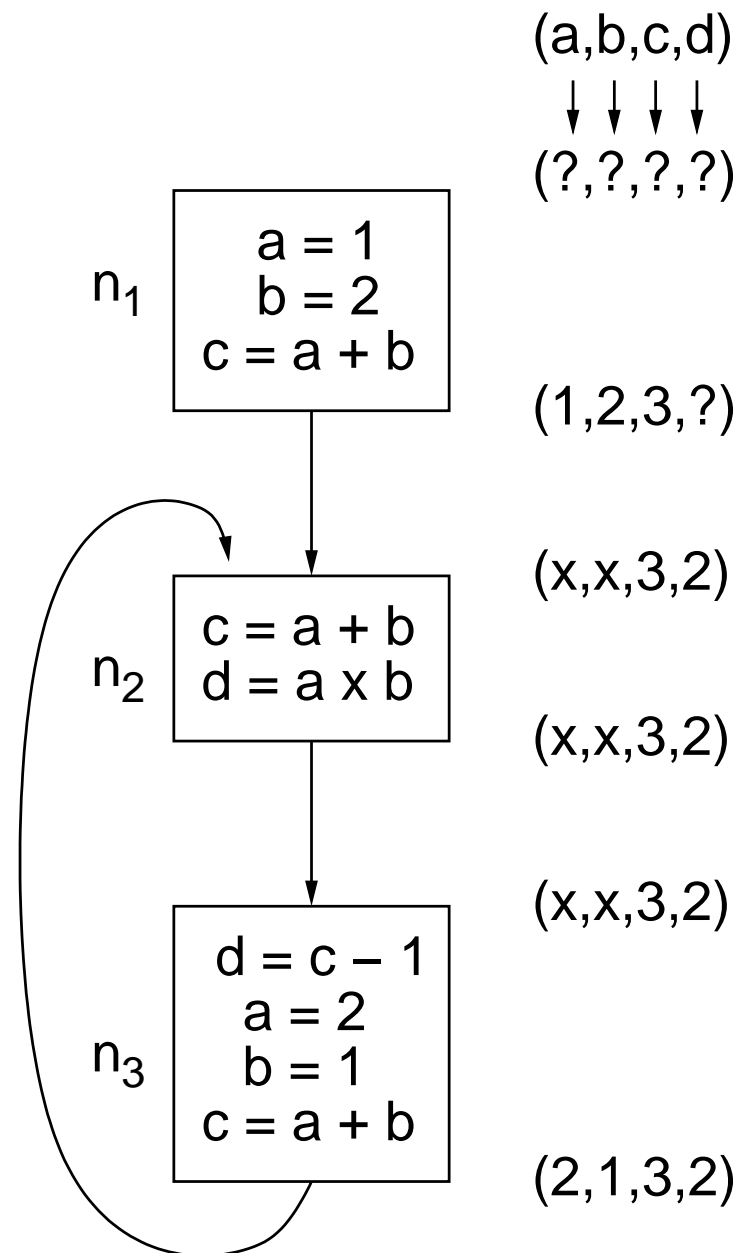 (a,b,c,d)
(?,?,?,?)
n1
a = 1
b = 2
c = a + b
(1,2,3,?)
(x,x,3,2)
n2
c = a + b
d = a x b
(x,x,3,2)
(x,x,3,2)
n3
d = c – 1
a = 2
b = 1
c = a + b
(2,1,3,2)